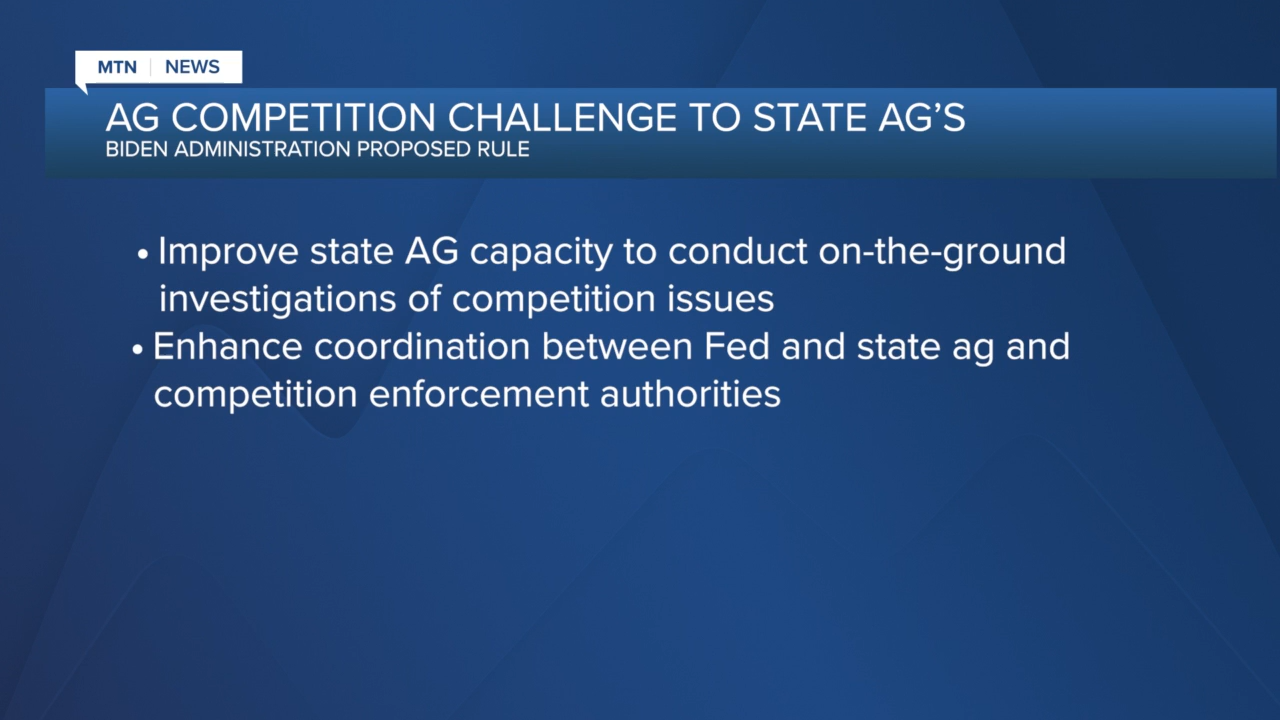 MTN | NEWS
AG COMPETITION CHALLENGE TO STATE AG’S
BIDEN ADMINISTRATION PROPOSED RULE
• Improve state AG capacity to conduct on-the-ground
investigations of competition issues
• Enhance coordination between Fed and state ag and
competition enforcement authorities